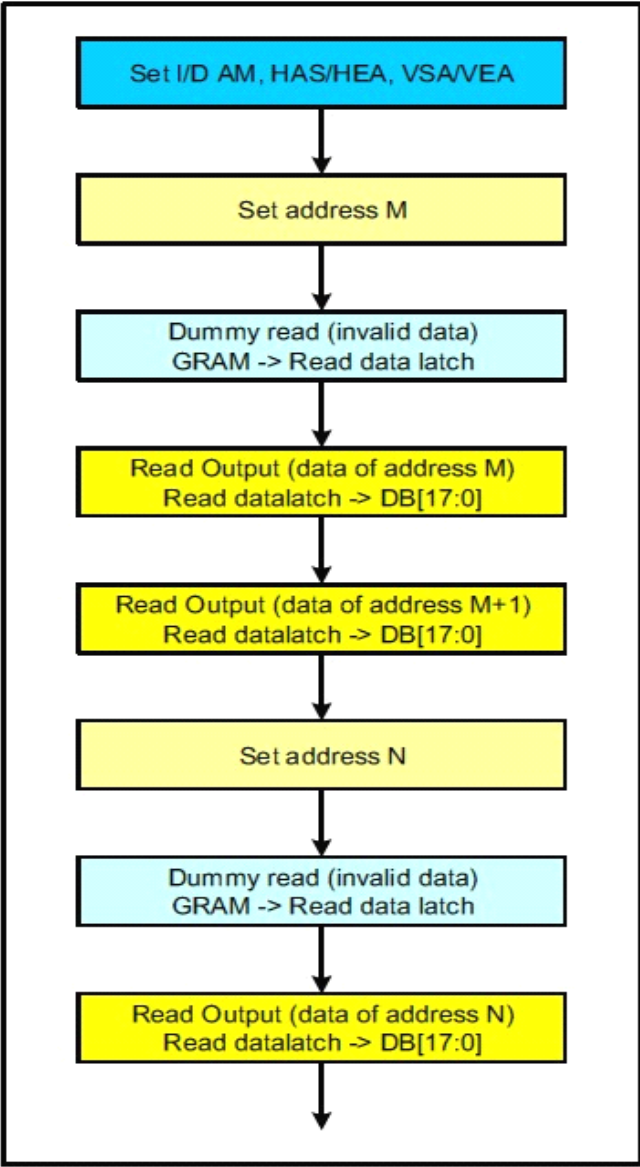 Set I/D AM, HAS/HEA, VSA/VEA
Set address M
Dummy read (invalid data)
GRAM -> Read data latch
Read Output (data of address M)
Read datalatch -> DB[17:0]
Read Output (data of address M+1)
Read datalatch -> DB[17:0]
Set address N
Dummy read (invalid data)
GRAM -> Read data latch
Read Output (data of address N)
Read datalatch -> DB[17:0]